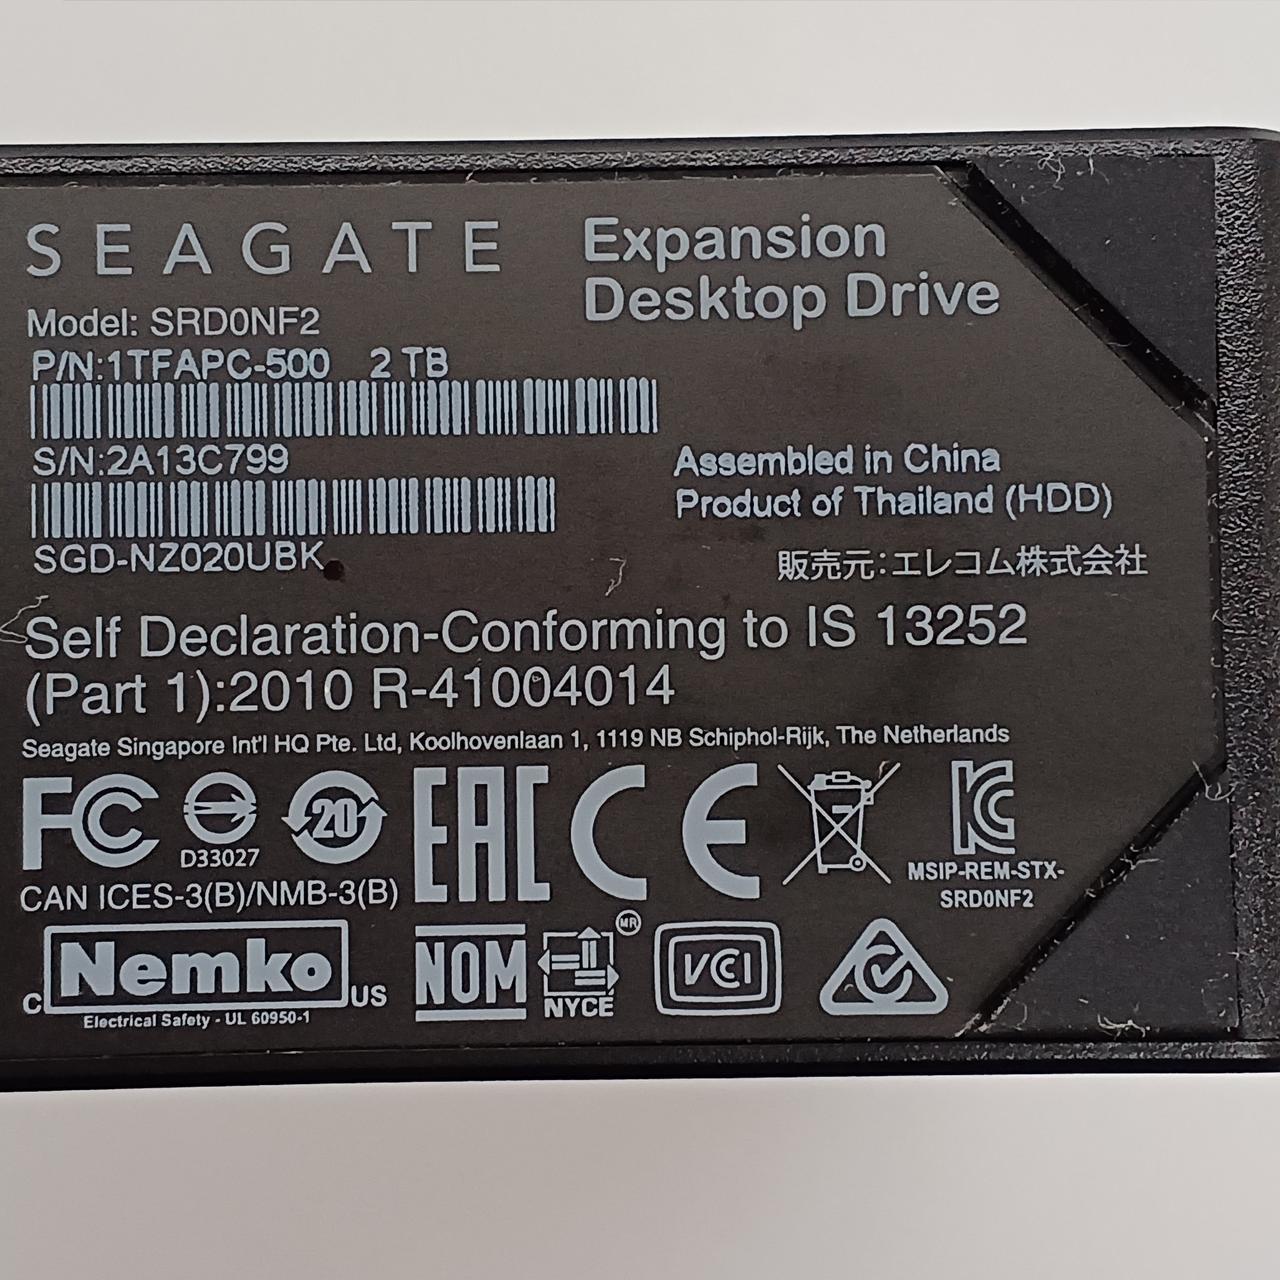 SEAGATE
Expansion
Desktop Drive
Model: SRD0NF2
P/N:1TFAPC-500 2 TB
S/N:2A13C799
SGD-NZ020UBK
Assembled in China
Product of Thailand (HDD)
販売元：エレコム株式会社
Self Declaration-Conforming to IS 13252
(Part 1):2010 R-41004014
Seagate Singapore Int'l HQ Pte. Ltd, Koolhovenlaan 1, 1119 NB Schiphol-Rijk, The Netherlands
FC D33027 20 EAC CE KC
MSIP-REM-STX-
SRD0NF2
CAN ICES-3(B)/NMB-3(B)
c Nemko US
Electrical Safety - UL 60950-1
NOM NYCE MR VCI